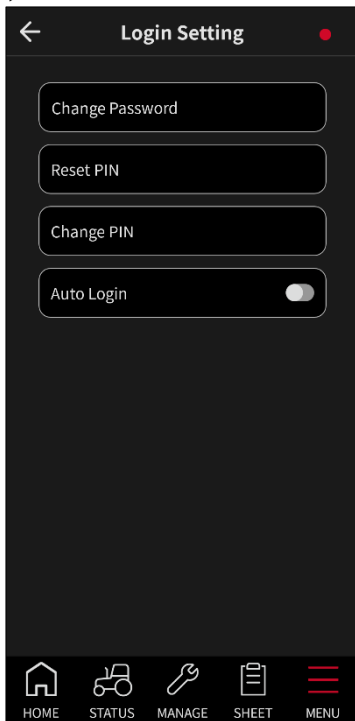 Login Setting
Change Password
Reset PIN
Change PIN
Auto Login
HOME STATUS MANAGE SHEET MENU